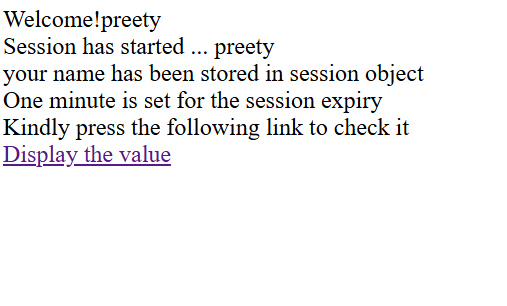 Welcome!preety
Session has started ... preety
your name has been stored in session object
One minute is set for the session expiry
Kindly press the following link to check it
Display the value